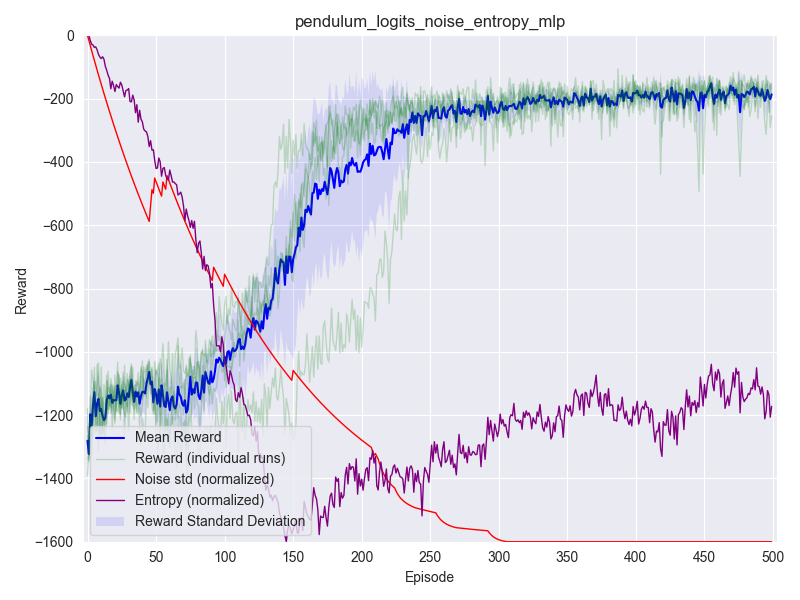 pendulum_logits_noise_entropy_mlp
Reward
0
−200
−400
−600
−800
−1000
−1200
−1400
−1600
Mean Reward
Reward (individual runs)
Noise std (normalized)
Entropy (normalized)
Reward Standard Deviation
0 50 100 150 200 250 300 350 400 450 500
Episode